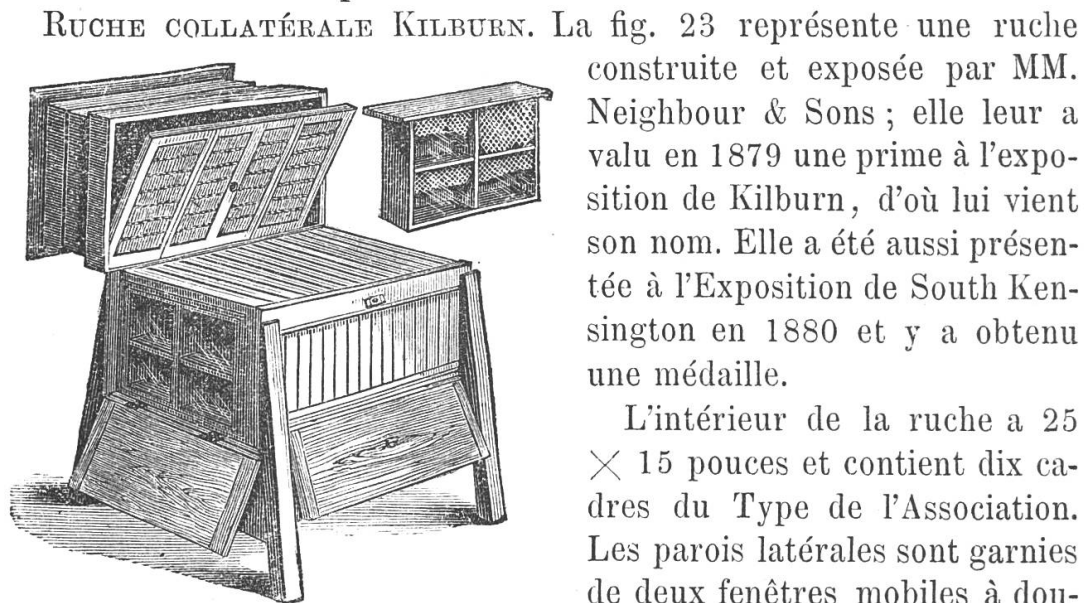 RUCHE COLLATÉRALE KILBURN. La fig. 23 représente une ruche
construite et exposée par MM.
Neighbour & Sons ; elle leur a
valu en 1879 une prime à l'expo-
sition de Kilburn, d'où lui vient
son nom. Elle a été aussi présen-
tée à l'Exposition de South Ken-
sington en 1880 et y a obtenu
une médaille.
L'intérieur de la ruche a 25
× 15 pouces et contient dix ca-
dres du Type de l'Association.
Les parois latérales sont garnies
de deux fenêtres mobiles à dou-